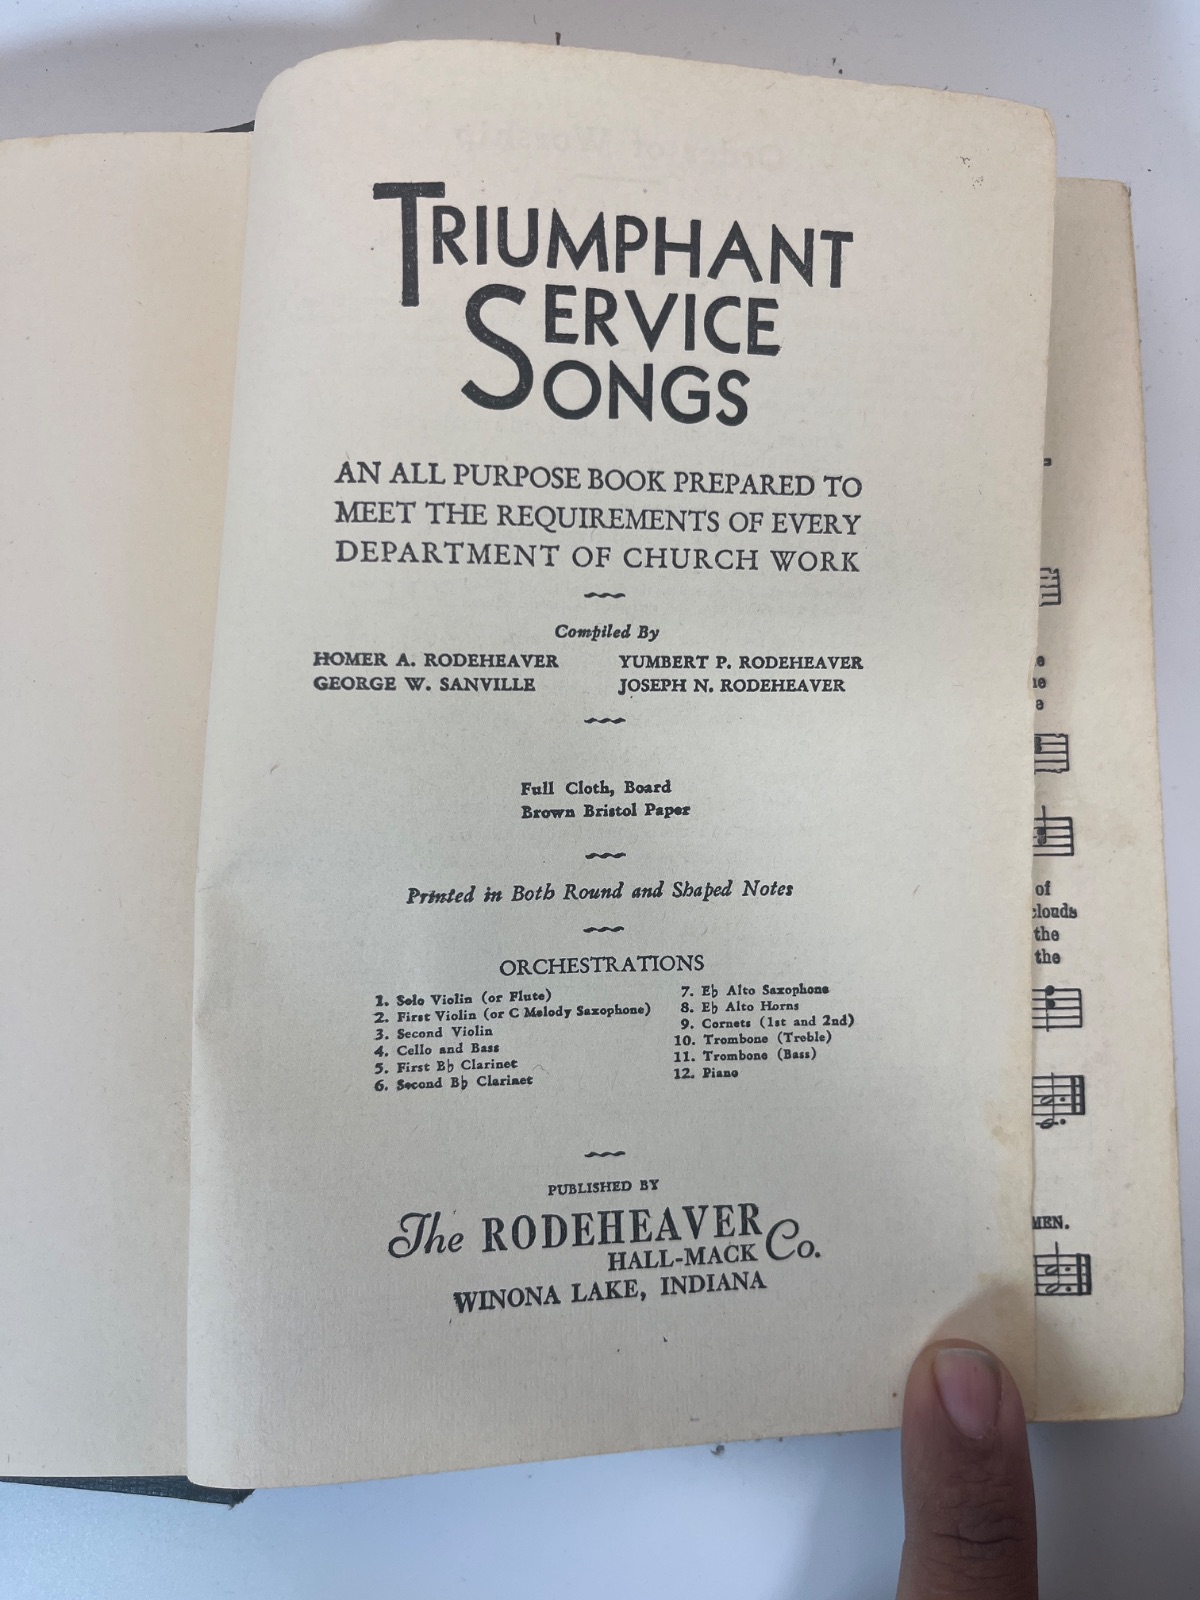 TRIUMPHANT
SERVICE
SONGS
AN ALL PURPOSE BOOK PREPARED TO
MEET THE REQUIREMENTS OF EVERY
DEPARTMENT OF CHURCH WORK
Compiled By
HOMER A. RODEHEAVER YUMBERT P. RODEHEAVER
GEORGE W. SANVILLE JOSEPH N. RODEHEAVER
Full Cloth, Board
Brown Bristol Paper
Printed in Both Round and Shaped Notes
ORCHESTRATIONS
1. Solo Violin (or Flute)
2. First Violin (or C Melody Saxophone)
3. Second Violin
4. Cello and Bass
5. First B♭ Clarinet
6. Second B♭ Clarinet
7. E♭ Alto Saxophone
8. E♭ Alto Horns
9. Cornets (1st and 2nd)
10. Trombone (Treble)
11. Trombone (Bass)
12. Piano
PUBLISHED BY
The RODEHEAVER
HALL-MACK Co.
WINONA LAKE, INDIANA
of
clouds
the
the
MEN.